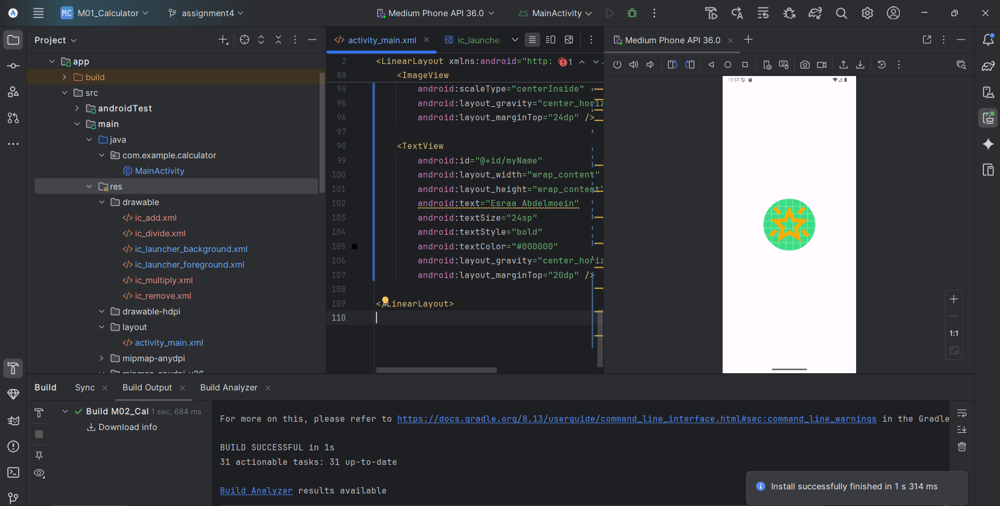 MC M01_Calculator assignment4 Medium Phone API 36.0 MainActivity
Project
app
build
src
androidTest
main
java
com.example.calculator
MainActivity
res
drawable
ic_add.xml
ic_divide.xml
ic_launcher_background.xml
ic_launcher_foreground.xml
ic_multiply.xml
ic_remove.xml
drawable-hdpi
layout
activity_main.xml
mipmap-anydpi
activity_main.xml ic_launche
2 <LinearLayout xmlns:android="http: 1
88 <ImageView
94 android:scaleType="centerInside"
95 android:layout_gravity="center_horiz
96 android:layout_marginTop="24dp" />
97
98 <TextView
99 android:id="@+id/myName"
100 android:layout_width="wrap_content"
101 android:layout_height="wrap_content"
102 android:text="Esraa Abdelmoein"
103 android:textSize="24sp"
104 android:textStyle="bold"
105 android:textColor="#000000"
106 android:layout_gravity="center_horiz
107 android:layout_marginTop="20dp" />
108
109 </LinearLayout>
110
Medium Phone API 36.0
10:37
1:1
Build Sync Build Output Build Analyzer
Build M02_Cal 1 sec, 684 ms
Download info
For more on this, please refer to https://docs.gradle.org/8.13/userguide/command_line_interface.html#sec:command_line_warnings in the Gradle
BUILD SUCCESSFUL in 1s
31 actionable tasks: 31 up-to-date
Build Analyzer results available
Install successfully finished in 1 s 314 ms